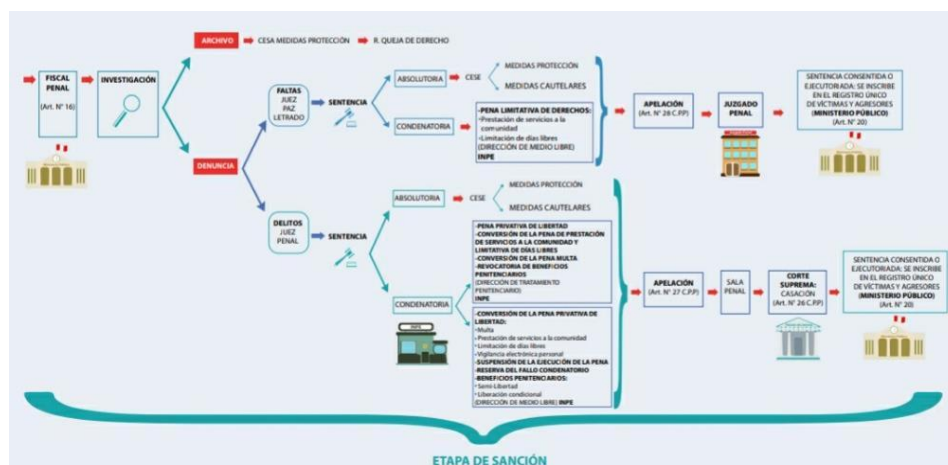 FISCAL
PENAL
(Art. N° 16)
INVESTIGACIÓN
ARCHIVO
CESA MEDIDAS PROTECCIÓN
R. QUEJA DE DERECHO
DENUNCIA
FALTAS
JUEZ
PAZ
LETRADO
SENTENCIA
ABSOLUTORIA
CESE
MEDIDAS PROTECCIÓN
MEDIDAS CAUTELARES
CONDENATORIA
-PENA LIMITATIVA DE DERECHOS:
Prestación de servicios a la
comunidad
Limitación de días libres
(DIRECCIÓN DE MEDIO LIBRE)
INPE
APELACIÓN
(Art. N° 28 C.P.P)
JUZGADO
PENAL
SENTENCIA CONSENTIDA O
EJECUTORIADA: SE INSCRIBE
EN EL REGISTRO ÚNICO
DE VÍCTIMAS Y AGRESORES
(MINISTERIO PÚBLICO)
(Art. N° 20)
DELITOS
JUEZ
PENAL
SENTENCIA
ABSOLUTORIA
CESE
MEDIDAS PROTECCIÓN
MEDIDAS CAUTELARES
CONDENATORIA
INPE
-PENA PRIVATIVA DE LIBERTAD
-CONVERSIÓN DE LA PENA DE PRESTACIÓN
DE SERVICIOS A LA COMUNIDAD Y
LIMITATIVA DE DÍAS LIBRES
-CONVERSIÓN DE LA PENA MULTA
-REVOCATORIA DE BENEFICIOS
PENITENCIARIOS
(DIRECCIÓN DE TRATAMIENTO
PENITENCIARIO)
INPE
-CONVERSIÓN DE LA PENA PRIVATIVA DE
LIBERTAD:
Multa
Prestación de servicios a la comunidad
Limitación de días libres
Vigilancia electrónica personal
-SUSPENSIÓN DE LA EJECUCIÓN DE LA PENA
-RESERVA DEL FALLO CONDENATORIO
-BENEFICIOS PENITENCIARIOS:
Semi-Libertad
Liberación condicional
(DIRECCIÓN DE MEDIO LIBRE) INPE
APELACIÓN
(Art. N° 27 C.P.P)
SALA
PENAL
CORTE
SUPREMA:
CASACIÓN
(Art. N° 26 C.P.P)
SENTENCIA CONSENTIDA O
EJECUTORIADA: SE INSCRIBE
EN EL REGISTRO ÚNICO
DE VÍCTIMAS Y AGRESORES
(MINISTERIO PÚBLICO)
(Art. N° 20)
ETAPA DE SANCIÓN